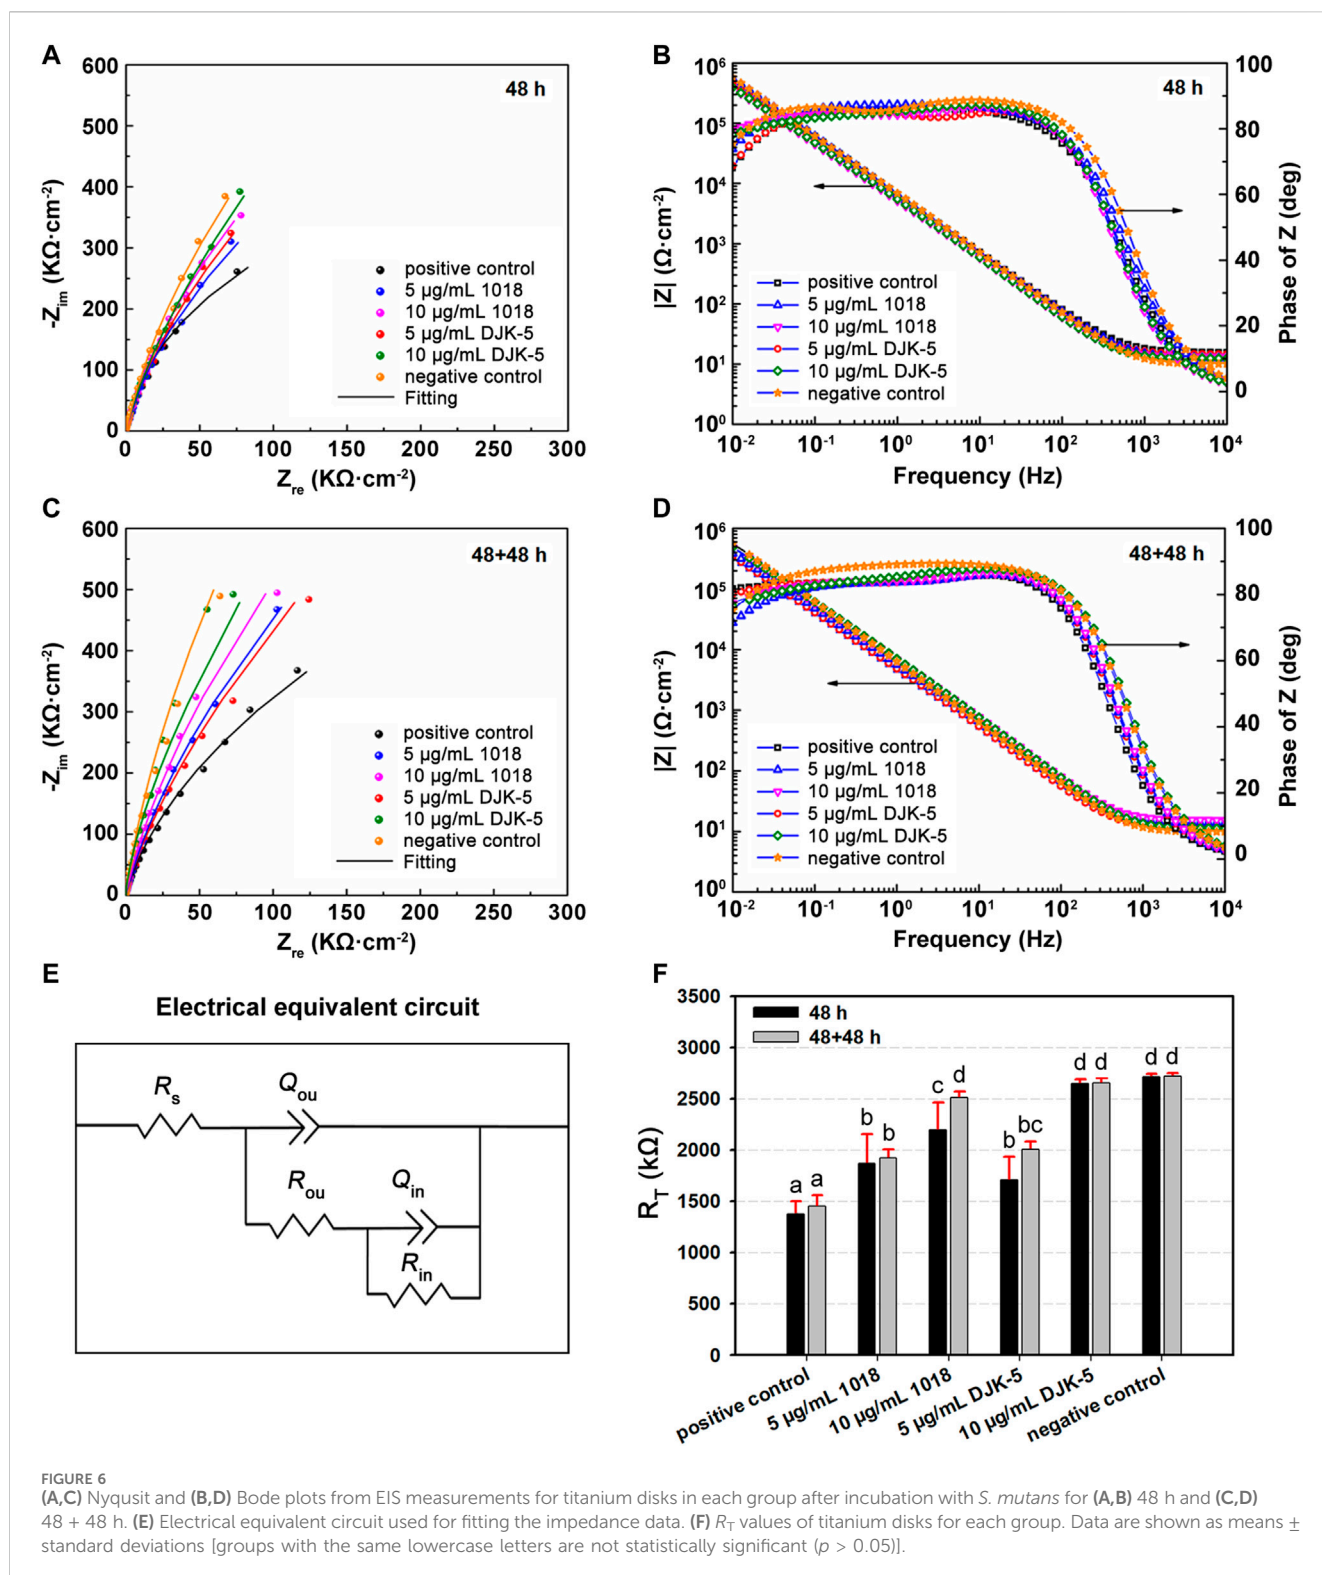 A
600
500
400
300
200
100
0
-Zim (KΩ·cm-2)
48 h
positive control
5 µg/mL 1018
10 µg/mL 1018
5 µg/mL DJK-5
10 µg/mL DJK-5
negative control
Fitting
0 50 100 150 200 250 300
Zre (KΩ·cm-2)
B
10^6
10^5
10^4
10^3
10^2
10^1
10^0
|Z| (Ω·cm-2)
48 h
positive control
5 µg/mL 1018
10 µg/mL 1018
5 µg/mL DJK-5
10 µg/mL DJK-5
negative control
100
80
60
40
20
0
Phase of Z (deg)
10^-2 10^-1 10^0 10^1 10^2 10^3 10^4
Frequency (Hz)
C
600
500
400
300
200
100
0
-Zim (KΩ·cm-2)
48+48 h
positive control
5 µg/mL 1018
10 µg/mL 1018
5 µg/mL DJK-5
10 µg/mL DJK-5
negative control
Fitting
0 50 100 150 200 250 300
Zre (KΩ·cm-2)
D
10^6
10^5
10^4
10^3
10^2
10^1
10^0
|Z| (Ω·cm-2)
48+48 h
positive control
5 µg/mL 1018
10 µg/mL 1018
5 µg/mL DJK-5
10 µg/mL DJK-5
negative control
100
80
60
40
20
0
Phase of Z (deg)
10^-2 10^-1 10^0 10^1 10^2 10^3 10^4
Frequency (Hz)
E
Electrical equivalent circuit
Rs
Qou
Rou
Qin
Rin
F
3500
3000
2500
2000
1500
1000
500
0
RT (kΩ)
48 h
48+48 h
a a b b c d b bc d d d d
positive control
5 µg/mL 1018
10 µg/mL 1018
5 µg/mL DJK-5
10 µg/mL DJK-5
negative control
FIGURE 6
(A,C) Nyqusit and (B,D) Bode plots from EIS measurements for titanium disks in each group after incubation with S. mutans for (A,B) 48 h and (C,D)
48 + 48 h. (E) Electrical equivalent circuit used for fitting the impedance data. (F) RT values of titanium disks for each group. Data are shown as means ±
standard deviations [groups with the same lowercase letters are not statistically significant (p > 0.05)].